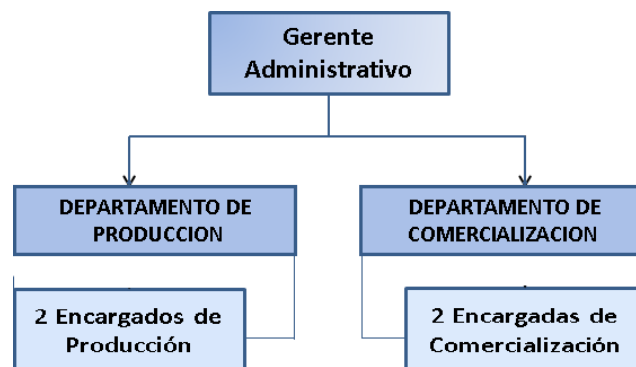 Gerente
Administrativo
DEPARTAMENTO DE
PRODUCCION
DEPARTAMENTO DE
COMERCIALIZACION
2 Encargados de
Producción
2 Encargadas de
Comercialización